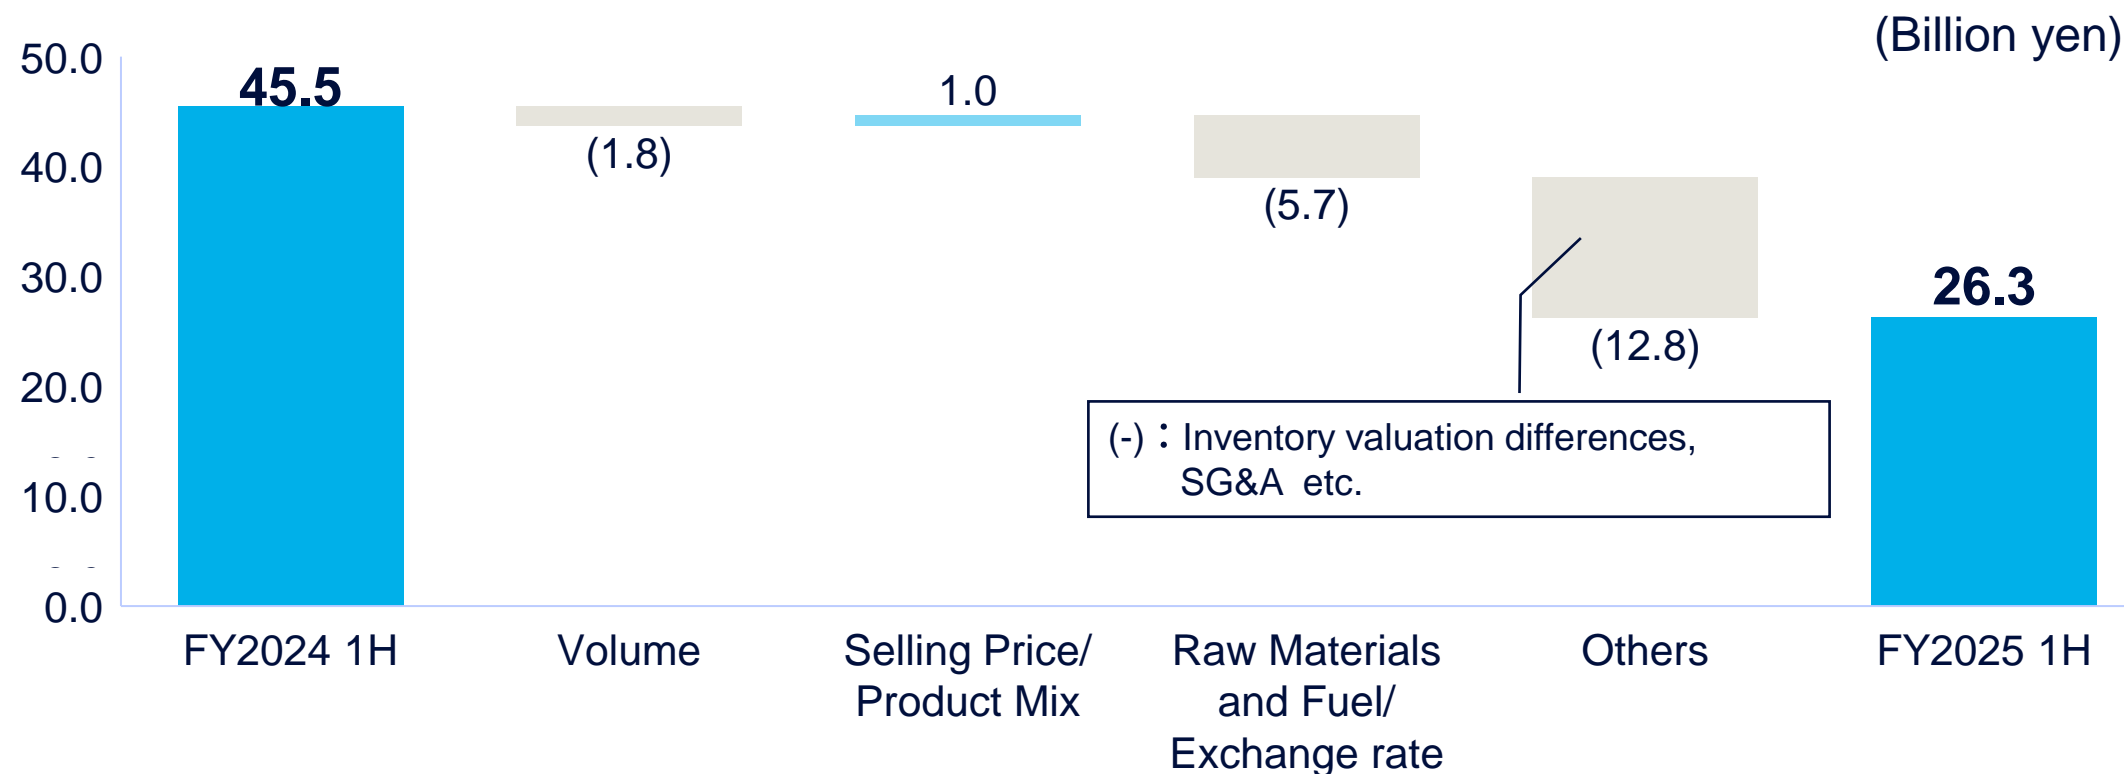 (Billion yen)
50.0
40.0
30.0
20.0
10.0
0.0
45.5
(1.8)
1.0
(5.7)
(12.8)
26.3
(-)：Inventory valuation differences,
SG&A etc.
FY2024 1H
Volume
Selling Price/
Product Mix
Raw Materials
and Fuel/
Exchange rate
Others
FY2025 1H